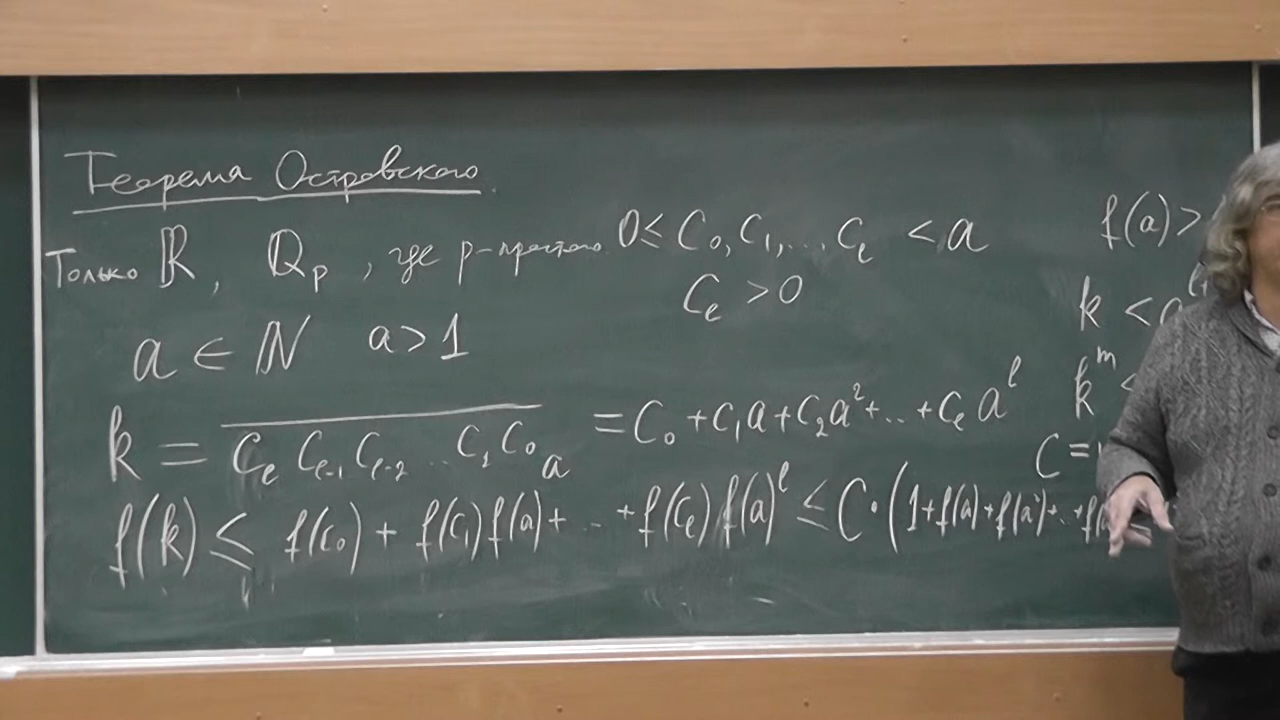 Теорема Островского.
Только ℝ, ℚ_p, где p-простое. 0≤ C_0, C_1, ... C_ℓ < a
C_ℓ > 0
f(a) >
a ∈ ℕ a > 1
k < a^ℓ
k^m <
k = \overline{C_ℓ C_{ℓ-1} C_{ℓ-2} .. C_1 C_0}_a = C_0 + C_1 a + C_2 a^2 + ... + C_ℓ a^ℓ
C =
f(k) ≤ f(C_0) + f(C_1) f(a) + ... + f(C_ℓ) f(a)^ℓ ≤ C · (1 + f(a) + f(a)^2 + ... + f(a